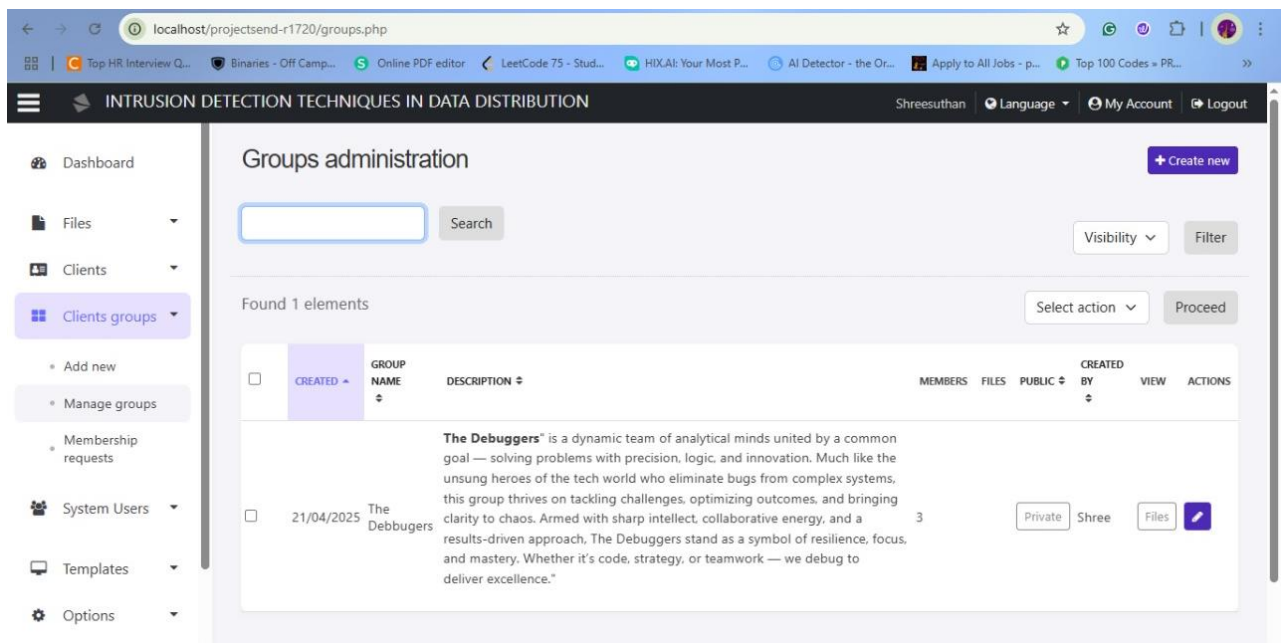 localhost/projectsend-r1720/groups.php
Top HR Interview Q...
Binaries - Off Camp...
Online PDF editor
LeetCode 75 - Stud...
HIX.AI: Your Most P...
AI Detector - the Or...
Apply to All Jobs - p...
Top 100 Codes » PR...
INTRUSION DETECTION TECHNIQUES IN DATA DISTRIBUTION
Shreesuthan
Language
My Account
Logout
Dashboard
Files
Clients
Clients groups
Add new
Manage groups
Membership
requests
System Users
Templates
Options
Groups administration
+ Create new
Search
Visibility
Filter
Found 1 elements
Select action
Proceed
CREATED
GROUP
NAME
DESCRIPTION
MEMBERS
FILES
PUBLIC
CREATED
BY
VIEW
ACTIONS
21/04/2025
The
Debbugers
The Debuggers" is a dynamic team of analytical minds united by a common
goal — solving problems with precision, logic, and innovation. Much like the
unsung heroes of the tech world who eliminate bugs from complex systems,
this group thrives on tackling challenges, optimizing outcomes, and bringing
clarity to chaos. Armed with sharp intellect, collaborative energy, and a
results-driven approach, The Debuggers stand as a symbol of resilience, focus,
and mastery. Whether it's code, strategy, or teamwork — we debug to
deliver excellence."
3
Private
Shree
Files